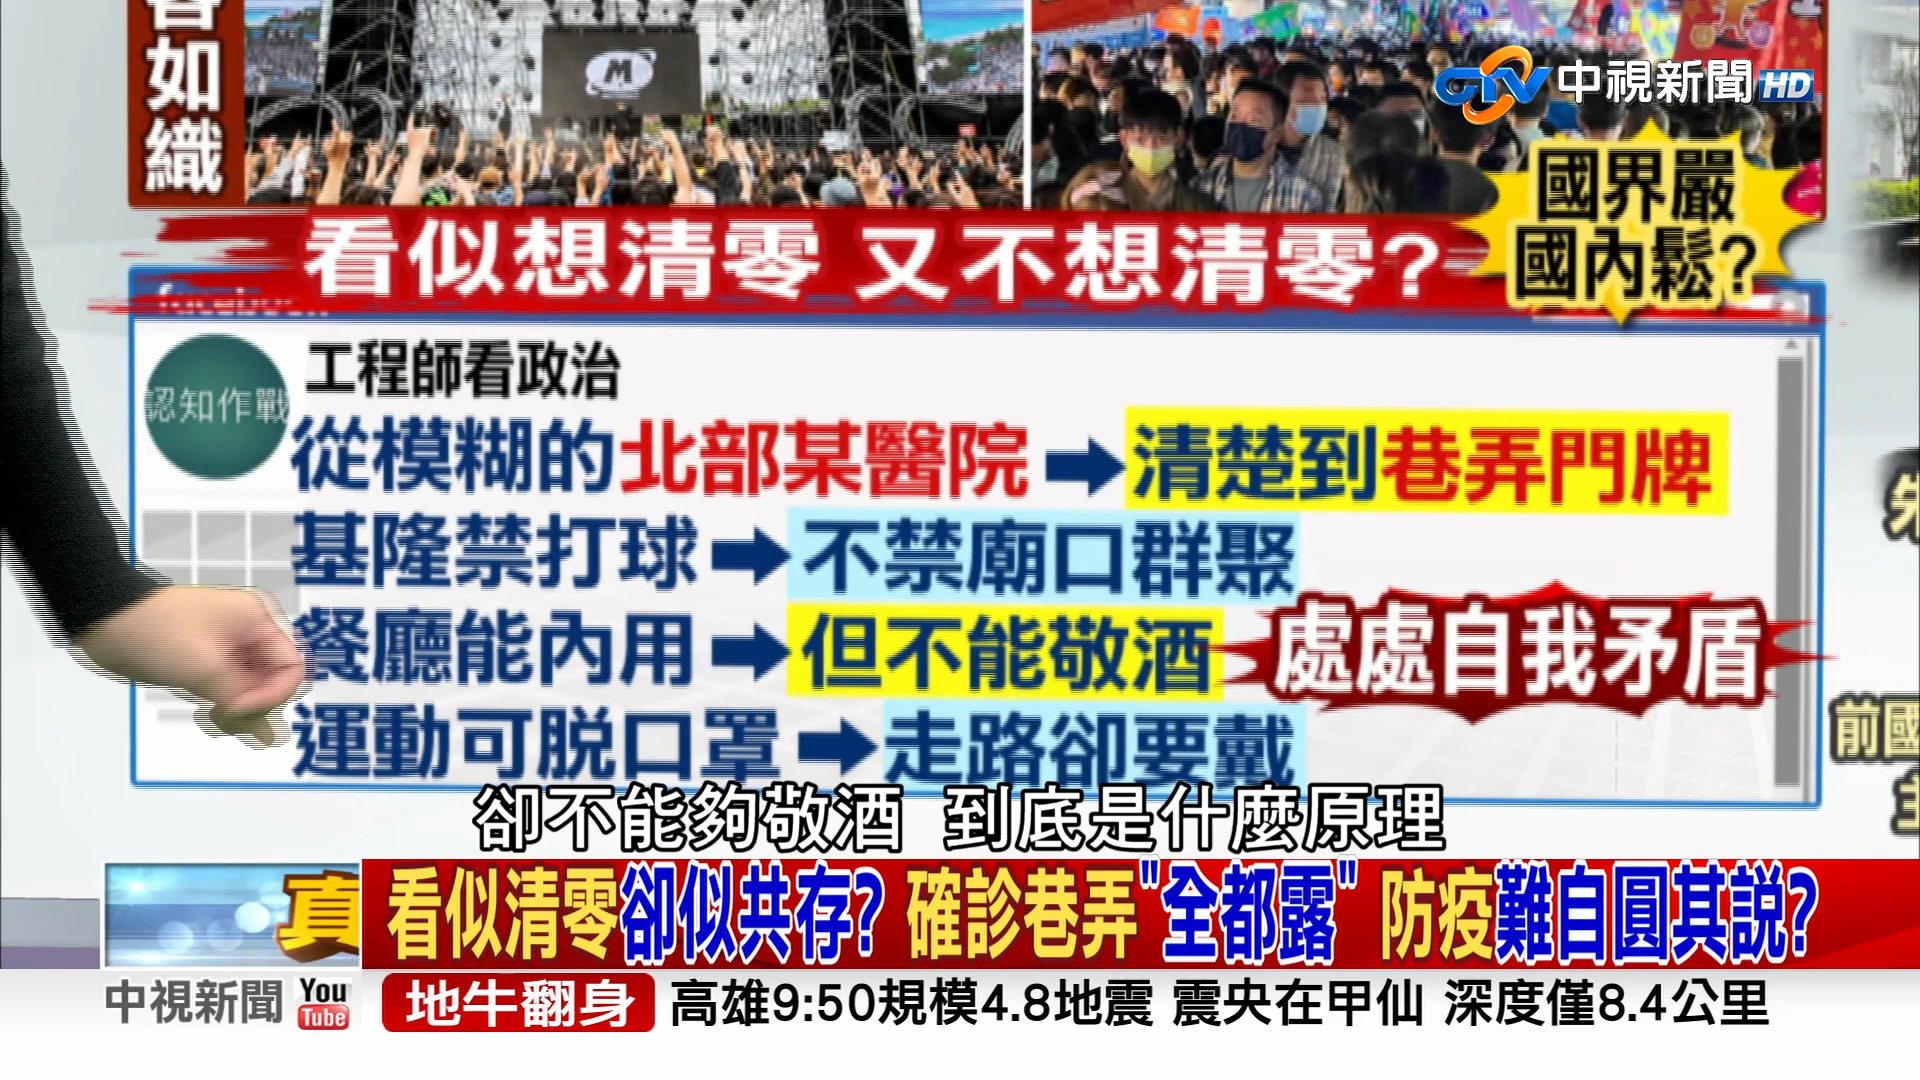 客如織
M
CTV 中視新聞 HD
國界嚴
國內鬆?
看似想清零 又不想清零?
facebook
認知作戰
工程師看政治
從模糊的北部某醫院➡清楚到巷弄門牌
基隆禁打球➡不禁廟口群聚
餐廳能內用➡但不能敬酒
處處自我矛盾
運動可脫口罩➡走路卻要戴
前國
主
卻不能夠敬酒 到底是什麼原理
真
看似清零卻似共存? 確診巷弄"全都露" 防疫難自圓其說?
中視新聞 YouTube
地牛翻身 高雄9:50規模4.8地震 震央在甲仙 深度僅8.4公里